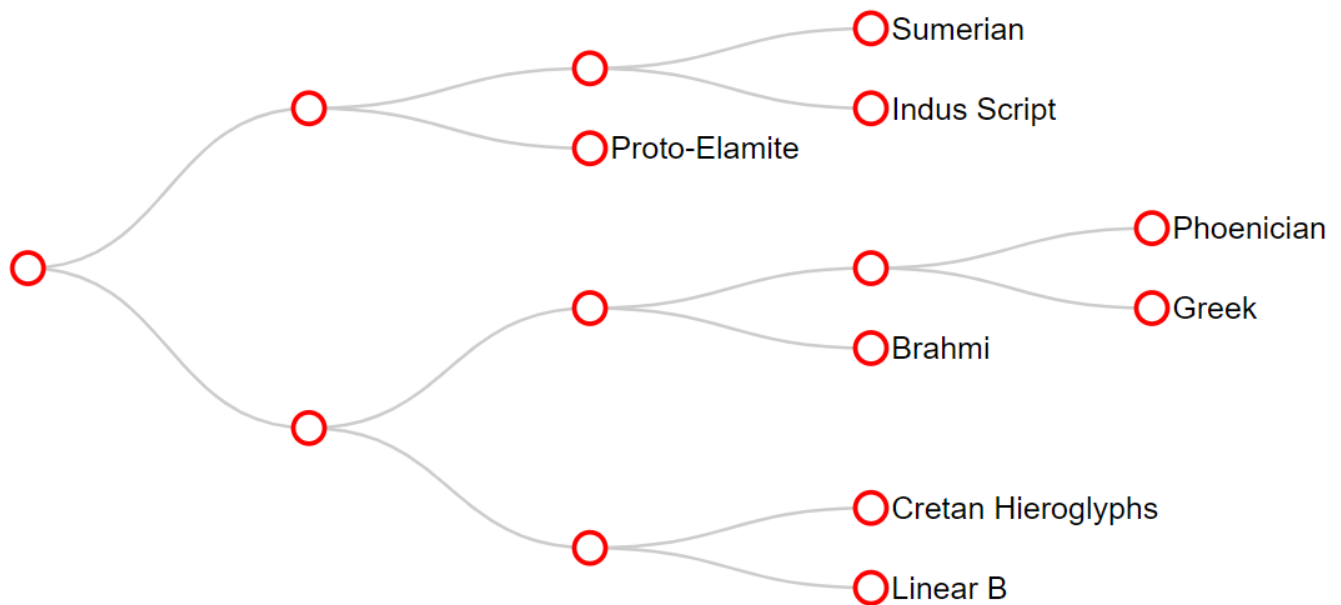 Sumerian
Indus Script
Proto-Elamite
Phoenician
Greek
Brahmi
Cretan Hieroglyphs
Linear B